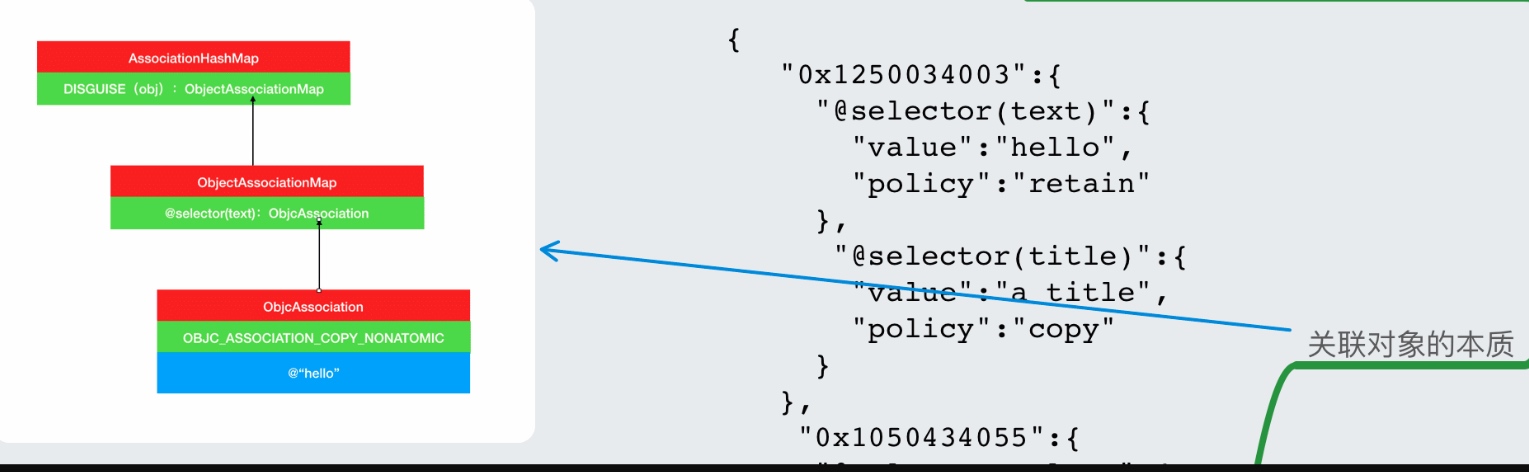 AssociationHashMap
DISGUISE（obj）：ObjectAssociationMap
ObjectAssociationMap
@selector(text)：ObjcAssociation
ObjcAssociation
OBJC_ASSOCIATION_COPY_NONATOMIC
@“hello”
{
"0x1250034003":{
"@selector(text)":{
"value":"hello",
"policy":"retain"
},
"@selector(title)":{
"value":"a title",
"policy":"copy"
}
},
"0x1050434055":{
关联对象的本质